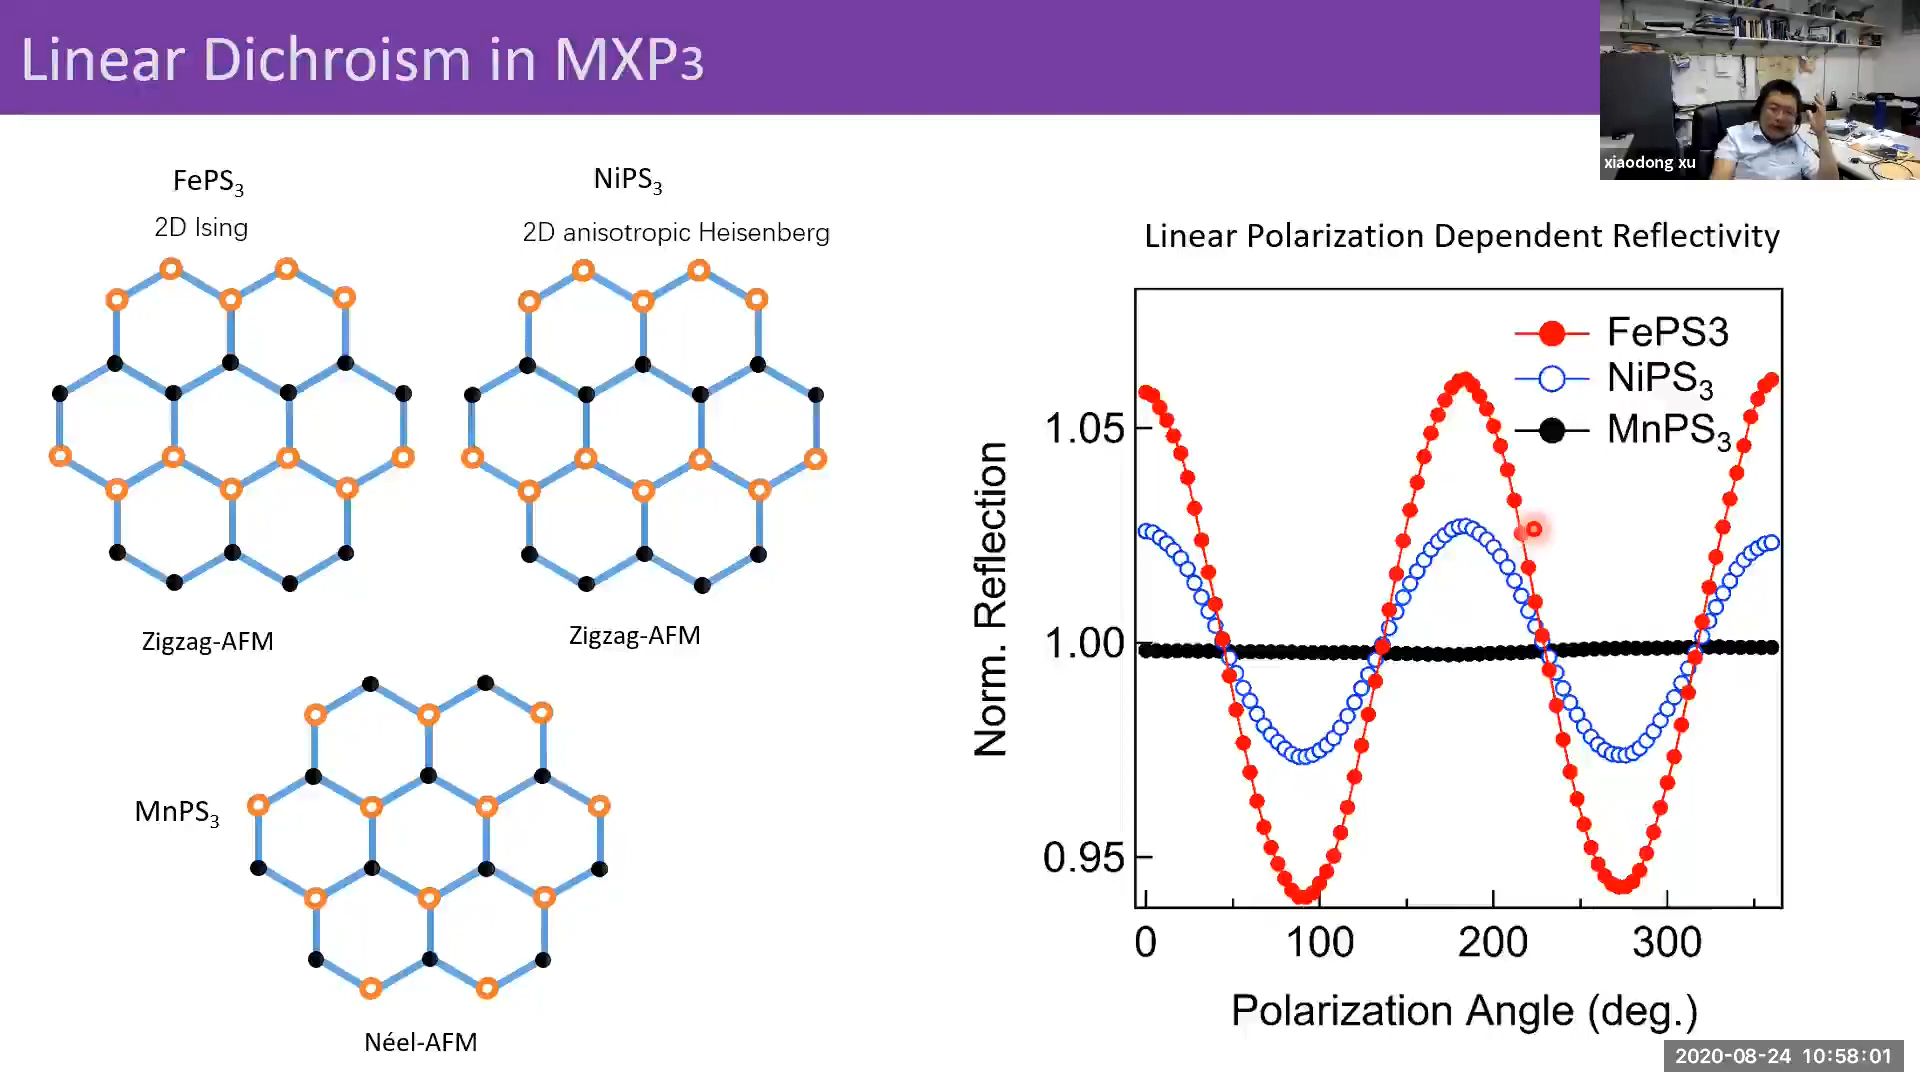 Linear Dichroism in MXP3
xiaodong xu
FePS3
2D Ising
NiPS3
2D anisotropic Heisenberg
Zigzag-AFM
Zigzag-AFM
MnPS3
Néel-AFM
Linear Polarization Dependent Reflectivity
FePS3
NiPS3
MnPS3
1.05
1.00
0.95
Norm. Reflection
0 100 200 300
Polarization Angle (deg.)
2020-08-24 10:58:01